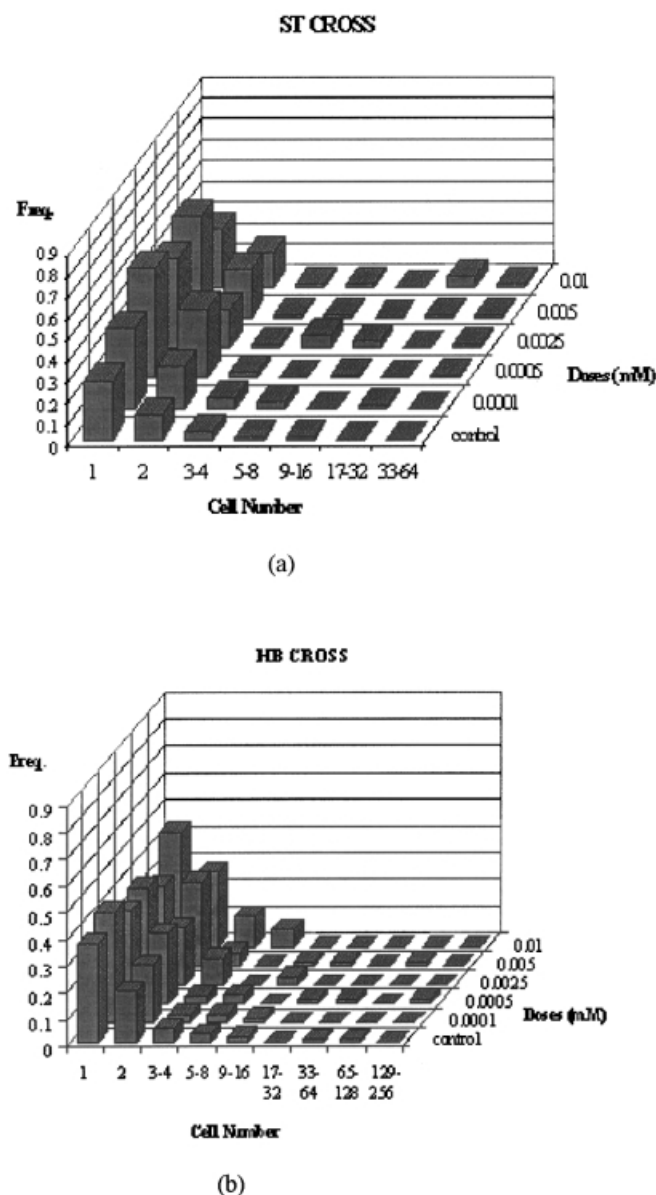 ST CROSS
Freq.
0.9
0.8
0.7
0.6
0.5
0.4
0.3
0.2
0.1
0
0.01
0.005
0.0025
0.0005
0.0001
control
Doses (mM)
1 2 3-4 5-8 9-16 17-32 33-64
Cell Number
(a)
HB CROSS
Freq.
0.9
0.8
0.7
0.6
0.5
0.4
0.3
0.2
0.1
0
0.01
0.005
0.0025
0.0005
0.0001
control
Doses (mM)
1 2 3-4 5-8 9-16 17- 33- 65- 129-
32 64 128 256
Cell Number
(b)